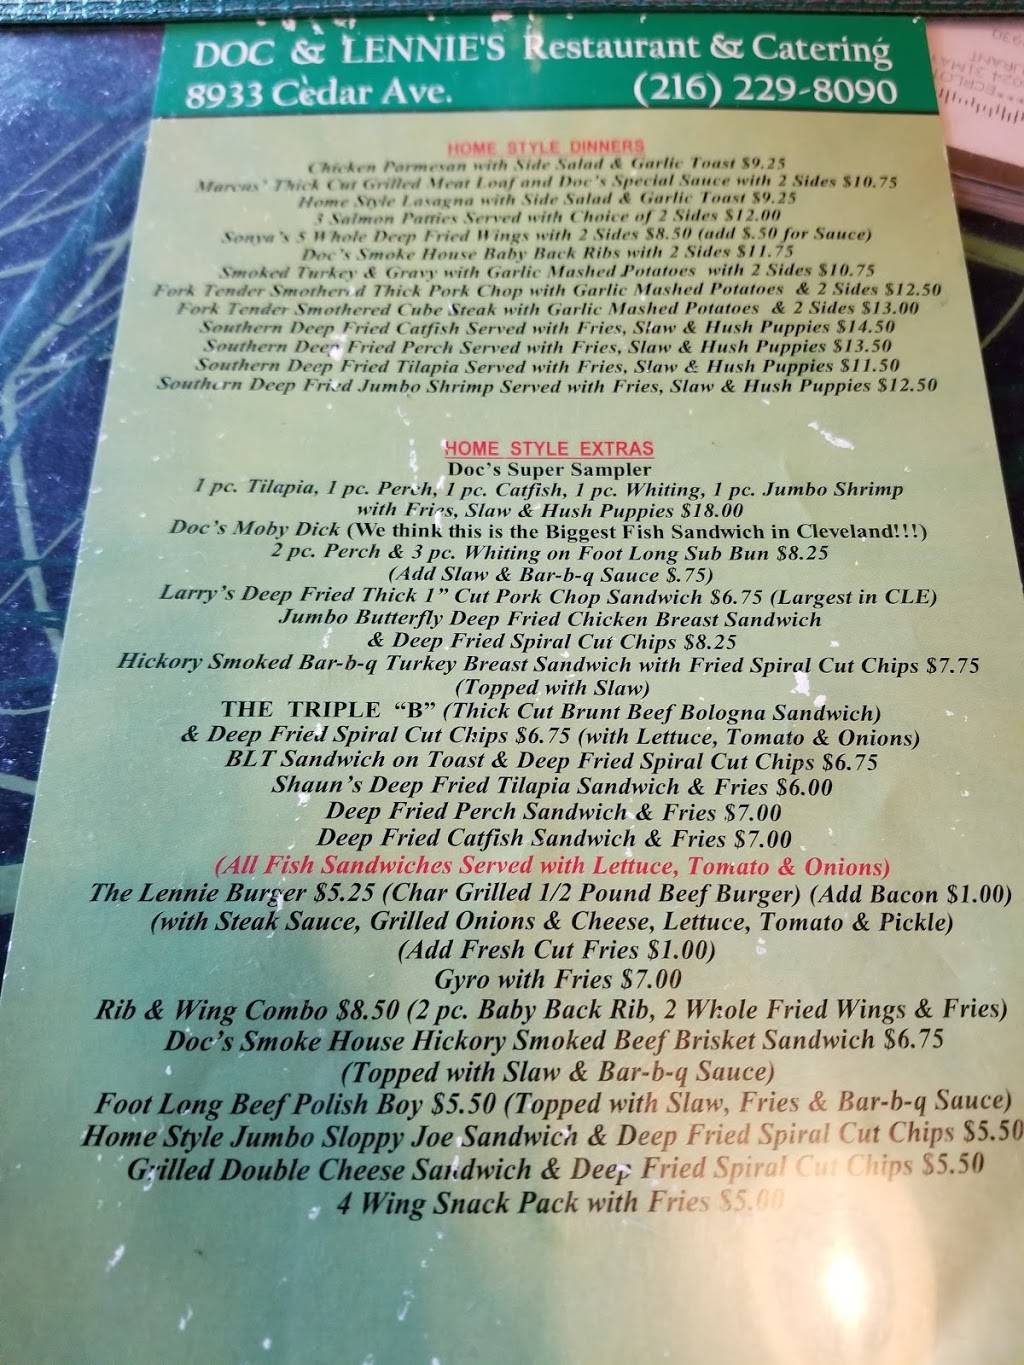 DOC & LENNIE'S Restaurant & Catering
8933 Cedar Ave. (216) 229-8090
HOME STYLE DINNERS
Chicken Parmesan with Side Salad & Garlic Toast $9.25
Marcus' Thick Cut Grilled Meat Loaf and Doc's Special Sauce with 2 Sides $10.75
Home Style Lasagna with Side Salad & Garlic Toast $9.25
3 Salmon Patties Served with Choice of 2 Sides $12.00
Sonya's 5 Whole Deep Fried Wings with 2 Sides $8.50 (add $.50 for Sauce)
Doc's Smoke House Baby Back Ribs with 2 Sides $11.75
Smoked Turkey & Gravy with Garlic Mashed Potatoes with 2 Sides $10.75
Fork Tender Smothered Thick Pork Chop with Garlic Mashed Potatoes & 2 Sides $12.50
Fork Tender Smothered Cube Steak with Garlic Mashed Potatoes & 2 Sides $13.00
Southern Deep Fried Catfish Served with Fries, Slaw & Hush Puppies $14.50
Southern Deep Fried Perch Served with Fries, Slaw & Hush Puppies $13.50
Southern Deep Fried Tilapia Served with Fries, Slaw & Hush Puppies $11.50
Southern Deep Fried Jumbo Shrimp Served with Fries, Slaw & Hush Puppies $12.50
HOME STYLE EXTRAS
Doc's Super Sampler
1 pc. Tilapia, 1 pc. Perch, 1 pc. Catfish, 1 pc. Whiting, 1 pc. Jumbo Shrimp
with Fries, Slaw & Hush Puppies $18.00
Doc's Moby Dick (We think this is the Biggest Fish Sandwich in Cleveland!!!)
2 pc. Perch & 3 pc. Whiting on Foot Long Sub Bun $8.25
(Add Slaw & Bar-b-q Sauce $.75)
Larry's Deep Fried Thick 1" Cut Pork Chop Sandwich $6.75 (Largest in CLE)
Jumbo Butterfly Deep Fried Chicken Breast Sandwich
& Deep Fried Spiral Cut Chips $8.25
Hickory Smoked Bar-b-q Turkey Breast Sandwich with Fried Spiral Cut Chips $7.75
(Topped with Slaw)
THE TRIPLE “B” (Thick Cut Brunt Beef Bologna Sandwich)
& Deep Fried Spiral Cut Chips $6.75 (with Lettuce, Tomato & Onions)
BLT Sandwich on Toast & Deep Fried Spiral Cut Chips $6.75
Shaun's Deep Fried Tilapia Sandwich & Fries $6.00
Deep Fried Perch Sandwich & Fries $7.00
Deep Fried Catfish Sandwich & Fries $7.00
(All Fish Sandwiches Served with Lettuce, Tomato & Onions)
The Lennie Burger $5.25 (Char Grilled 1/2 Pound Beef Burger) (Add Bacon $1.00)
(with Steak Sauce, Grilled Onions & Cheese, Lettuce, Tomato & Pickle)
(Add Fresh Cut Fries $1.00)
Gyro with Fries $7.00
Rib & Wing Combo $8.50 (2 pc. Baby Back Rib, 2 Whole Fried Wings & Fries)
Doc's Smoke House Hickory Smoked Beef Brisket Sandwich $6.75
(Topped with Slaw & Bar-b-q Sauce)
Foot Long Beef Polish Boy $5.50 (Topped with Slaw, Fries & Bar-b-q Sauce)
Home Style Jumbo Sloppy Joe Sandwich & Deep Fried Spiral Cut Chips $5.50
Grilled Double Cheese Sandwich & Deep Fried Spiral Cut Chips $5.50
4 Wing Snack Pack with Fries $5.00